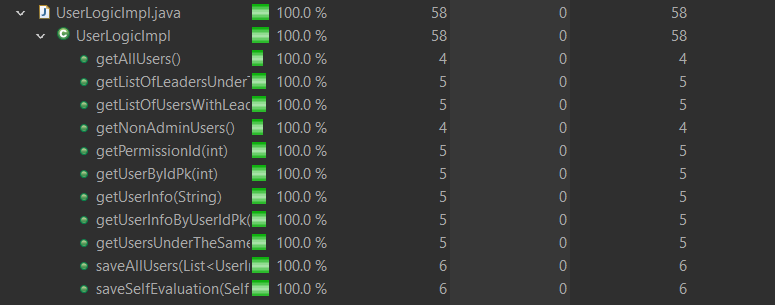 UserLogicImpl.java 100.0 % 58 0 58
UserLogicImpl 100.0 % 58 0 58
getAllUsers() 100.0 % 4 0 4
getListOfLeadersUnderT 100.0 % 5 0 5
getListOfUsersWithLead 100.0 % 5 0 5
getNonAdminUsers() 100.0 % 4 0 4
getPermissionId(int) 100.0 % 5 0 5
getUserByIdPk(int) 100.0 % 5 0 5
getUserInfo(String) 100.0 % 5 0 5
getUserInfoByUserIdPk( 100.0 % 5 0 5
getUsersUnderTheSame 100.0 % 5 0 5
saveAllUsers(List<UserIn 100.0 % 6 0 6
saveSelfEvaluation(Self 100.0 % 6 0 6